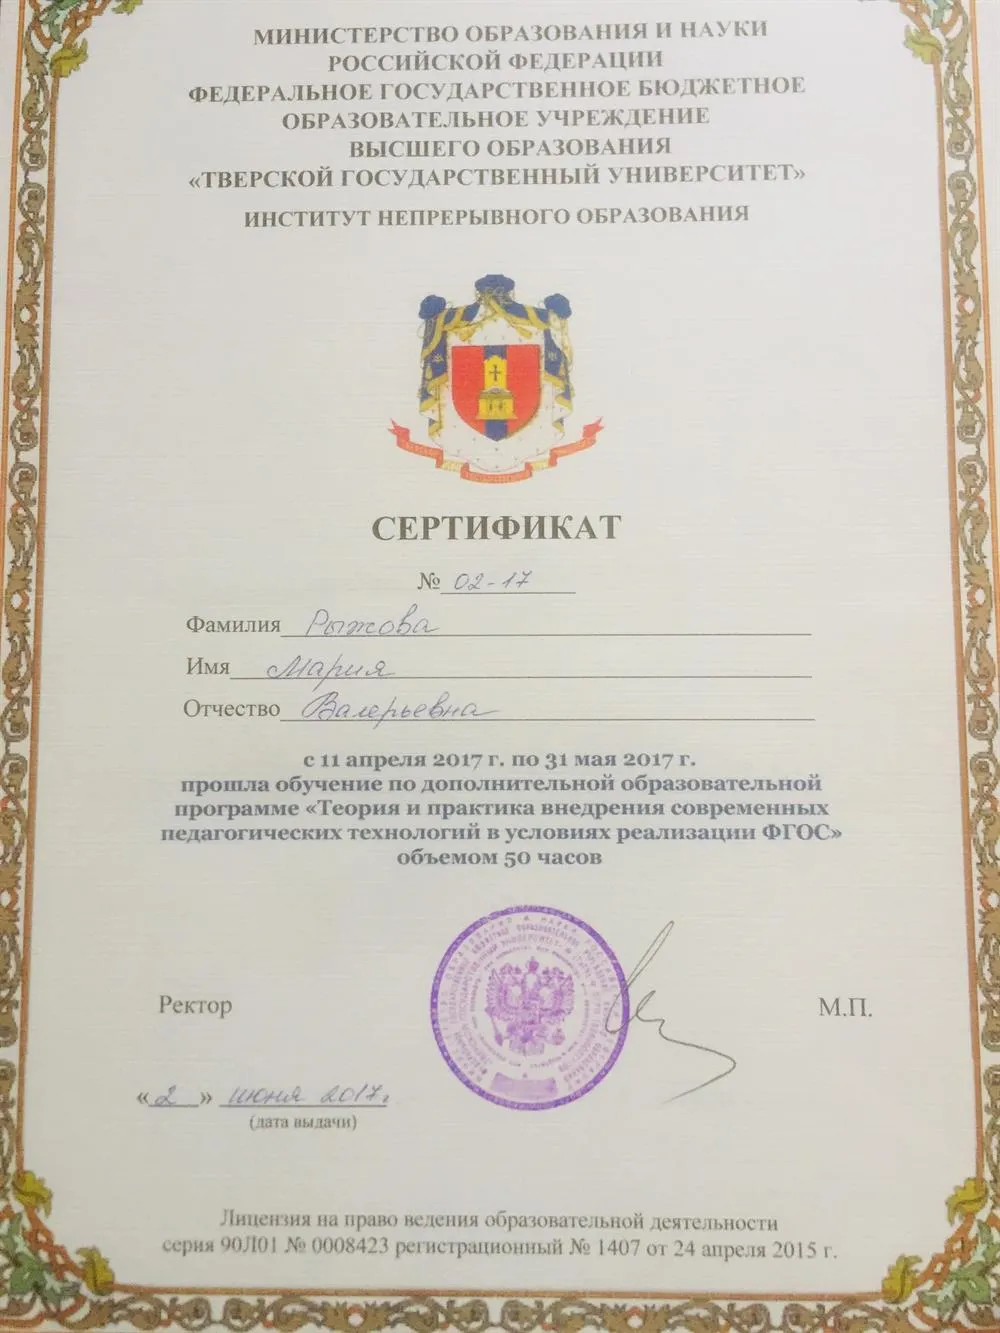 МИНИСТЕРСТВО ОБРАЗОВАНИЯ И НАУКИ
РОССИЙСКОЙ ФЕДЕРАЦИИ
ФЕДЕРАЛЬНОЕ ГОСУДАРСТВЕННОЕ БЮДЖЕТНОЕ
ОБРАЗОВАТЕЛЬНОЕ УЧРЕЖДЕНИЕ
ВЫСШЕГО ОБРАЗОВАНИЯ
«ТВЕРСКОЙ ГОСУДАРСТВЕННЫЙ УНИВЕРСИТЕТ»
ИНСТИТУТ НЕПРЕРЫВНОГО ОБРАЗОВАНИЯ
СЕРТИФИКАТ
№ 02-17
Фамилия Рыжова
Имя Мария
Отчество Валерьевна
с 11 апреля 2017 г. по 31 мая 2017 г.
прошла обучение по дополнительной образовательной
программе «Теория и практика внедрения современных
педагогических технологий в условиях реализации ФГОС»
объемом 50 часов
Ректор М.П.
«2» июня 2017г.
(дата выдачи)
Лицензия на право ведения образовательной деятельности
серия 90Л01 № 0008423 регистрационный № 1407 от 24 апреля 2015 г.